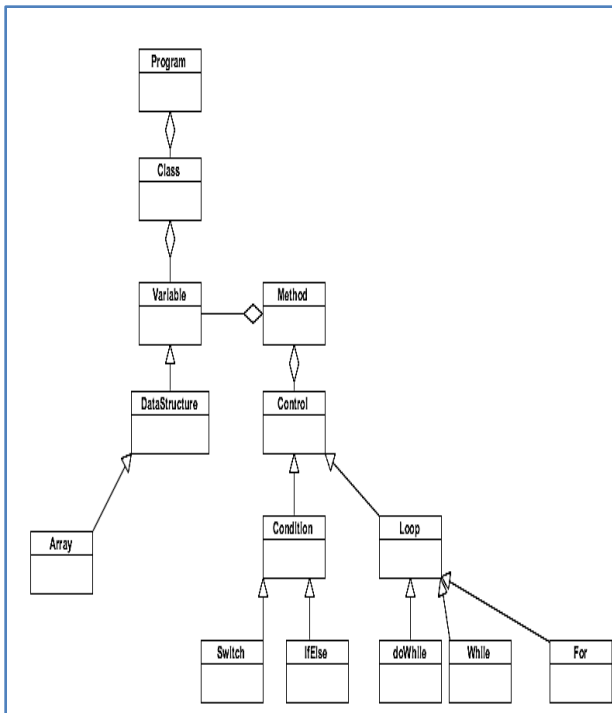 Program
Class
Variable
Method
DataStructure
Control
Array
Condition
Loop
Switch
IfElse
doWhile
While
For